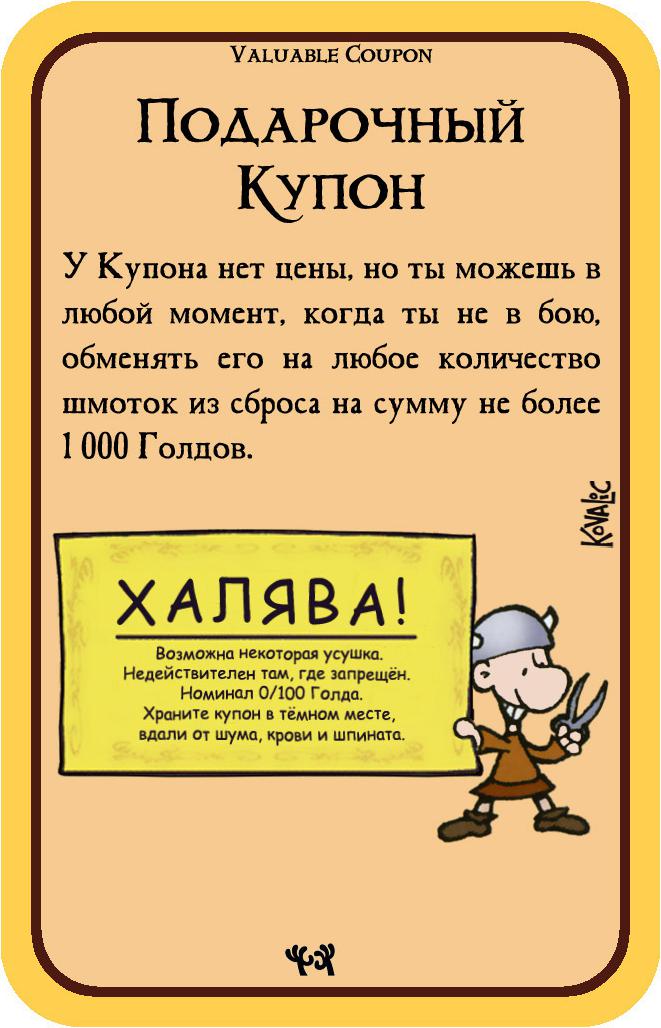 Valuable Coupon
Подарочный
Купон
У Купона нет цены, но ты можешь в
любой момент, когда ты не в бою,
обменять его на любое количество
шмоток из сброса на сумму не более
1 000 Голдов.
Kovalic
ХАЛЯВА!
Возможна некоторая усушка.
Недействителен там, где запрещён.
Номинал 0/100 Голда.
Храните купон в тёмном месте,
вдали от шума, крови и шпината.